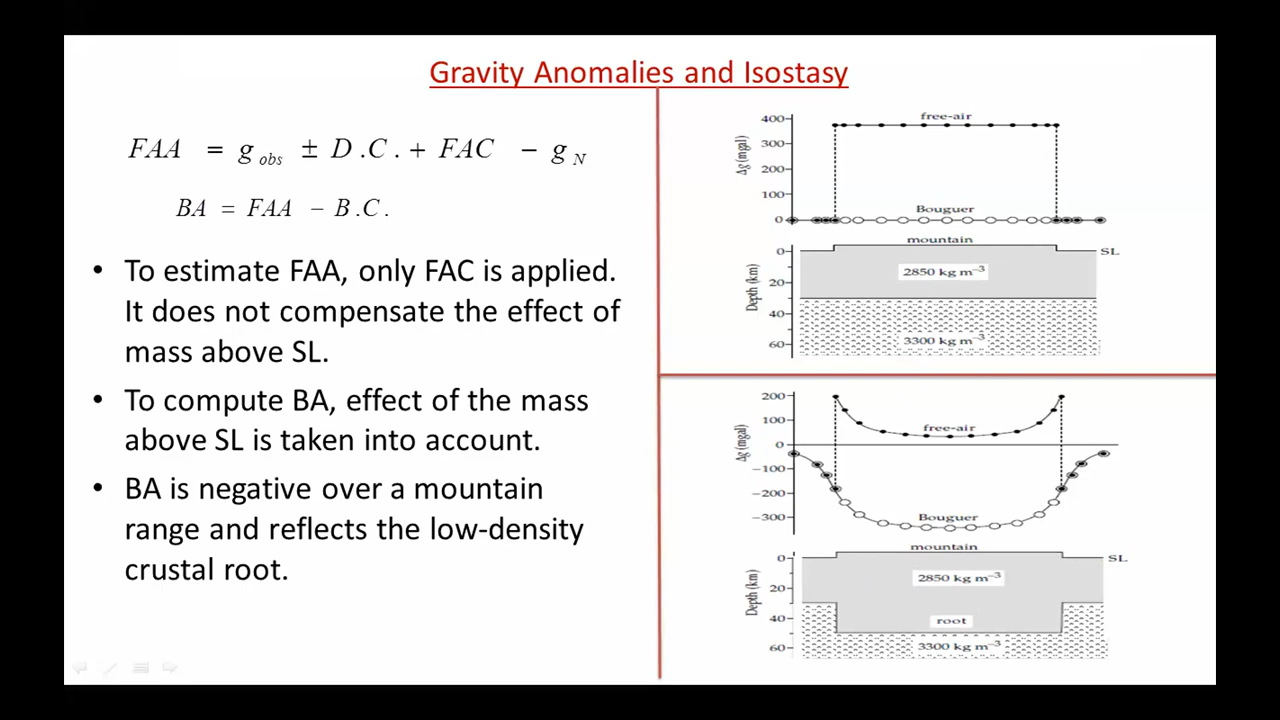 Gravity Anomalies and Isostasy
FAA = g obs ± D .C . + FAC − g N
BA = FAA − B .C .
• To estimate FAA, only FAC is applied.
It does not compensate the effect of
mass above SL.
• To compute BA, effect of the mass
above SL is taken into account.
• BA is negative over a mountain
range and reflects the low-density
crustal root.
Δg (mgal)
400
300
200
100
0
free-air
Bouguer
mountain
SL
Depth (km)
0
20
40
60
2850 kg m⁻³
3300 kg m⁻³
Δg (mgal)
200
100
0
−100
−200
−300
free-air
Bouguer
mountain
SL
Depth (km)
0
20
40
60
2850 kg m⁻³
root
3300 kg m⁻³